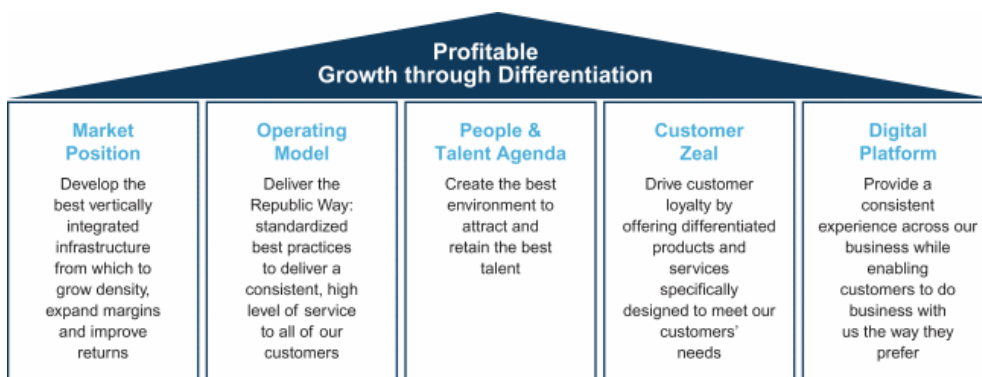 Profitable
Growth through Differentiation
Market
Position
Develop the
best vertically
integrated
infrastructure
from which to
grow density,
expand margins
and improve
returns
Operating
Model
Deliver the
Republic Way:
standardized
best practices
to deliver a
consistent, high
level of service
to all of our
customers
People &
Talent Agenda
Create the best
environment to
attract and
retain the best
talent
Customer
Zeal
Drive customer
loyalty by
offering differentiated
products and
services
specifically
designed to meet our
customers’
needs
Digital
Platform
Provide a
consistent
experience across our
business while
enabling
customers to do
business with
us the way they
prefer